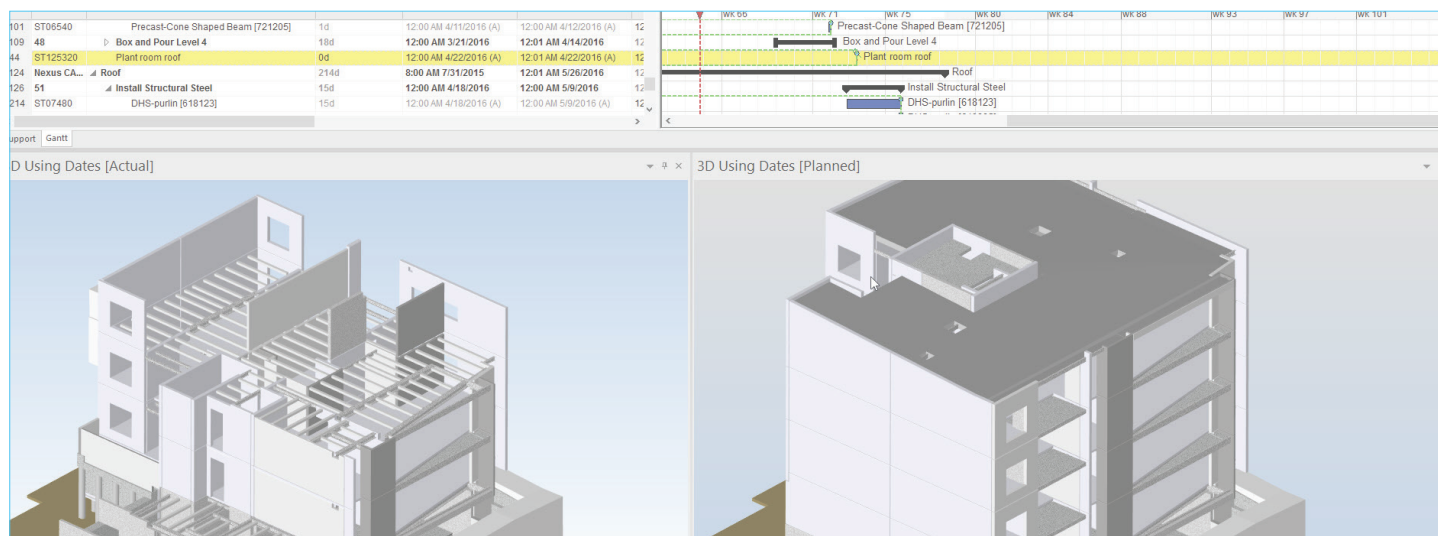 WK 66 WK 71 WK 75 WK 80 WK 84 WK 88 WK 93 WK 97 WK 101
101 ST06540 Precast-Cone Shaped Beam [721205] 1d 12:00 AM 4/11/2016 (A) 12:00 AM 4/12/2016 (A) 12 Precast-Cone Shaped Beam [721205]
109 48 Box and Pour Level 4 18d 12:00 AM 3/21/2016 12:01 AM 4/14/2016 12 Box and Pour Level 4
44 ST125320 Plant room roof 0d 12:00 AM 4/22/2016 (A) 12:01 AM 4/22/2016 (A) 12 Plant room roof
124 Nexus CA... Roof 214d 8:00 AM 7/31/2015 12:01 AM 5/26/2016 12 Roof
126 51 Install Structural Steel 15d 12:00 AM 4/18/2016 12:00 AM 5/9/2016 12 Install Structural Steel
214 ST07480 DHS-purlin [618123] 15d 12:00 AM 4/18/2016 (A) 12:00 AM 5/9/2016 (A) 12 DHS-purlin [618123]
upport Gantt
D Using Dates [Actual] 3D Using Dates [Planned]